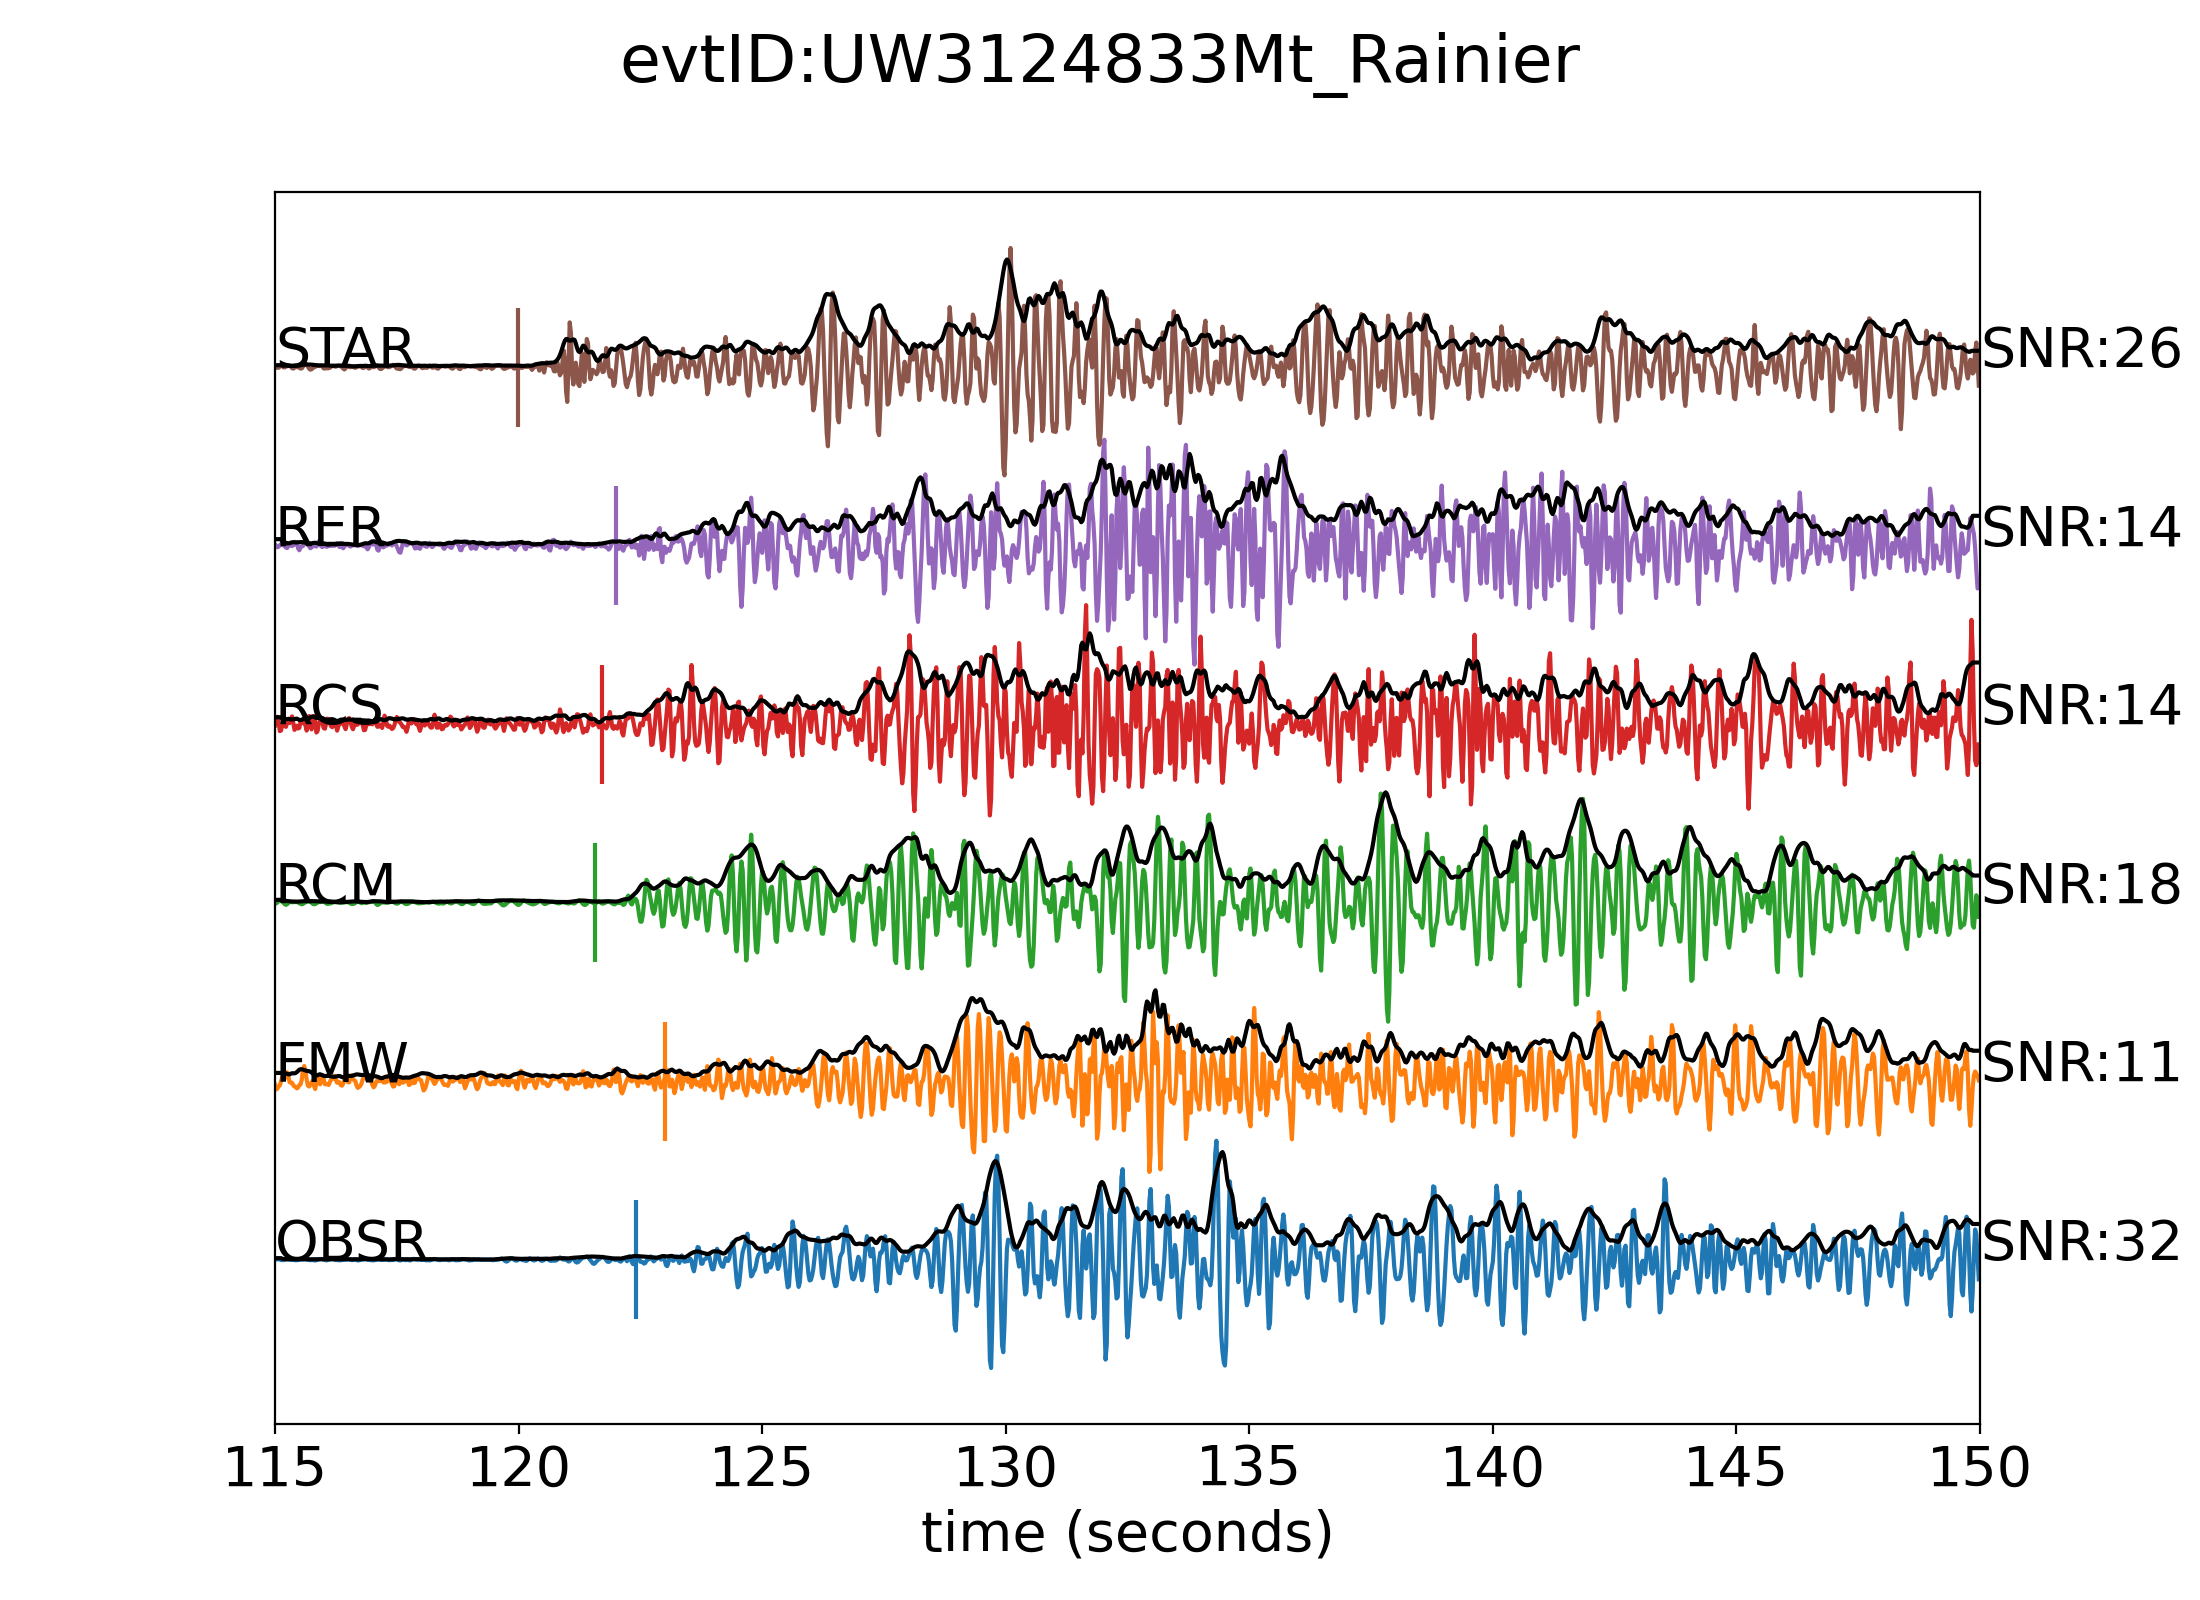 evtID:UW3124833Mt_Rainier
STAR SNR:26
RER SNR:14
RCS SNR:14
RCM SNR:18
FMW SNR:11
OBSR SNR:32
115 120 125 130 135 140 145 150
time (seconds)